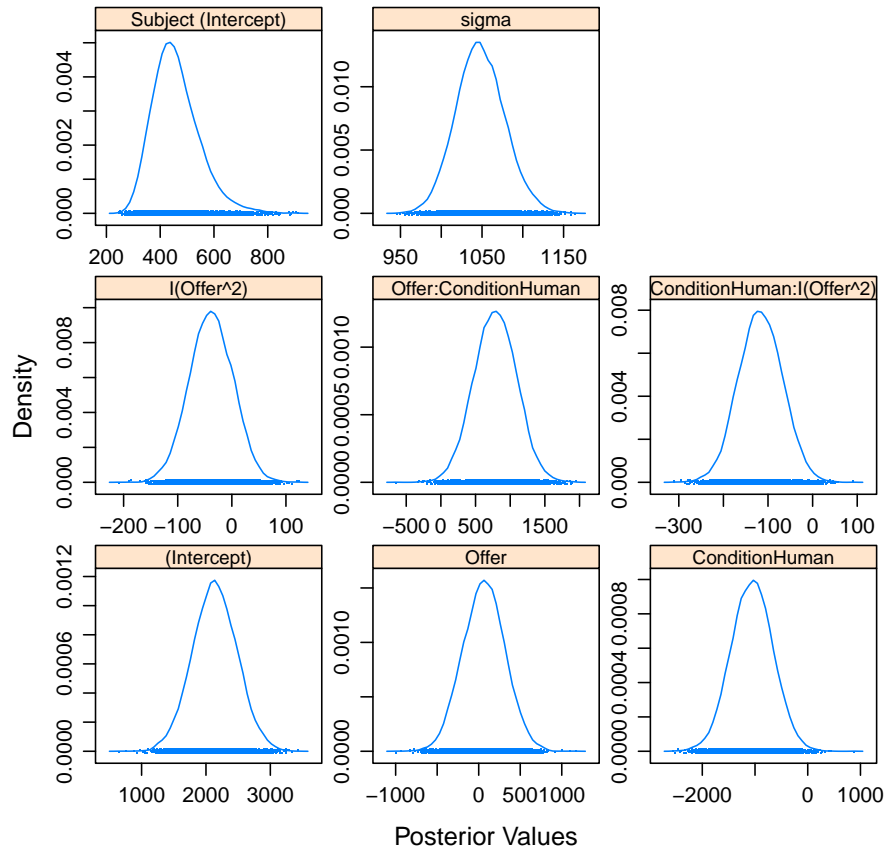 Subject (Intercept)
sigma
0.000 0.002 0.004
0.000 0.005 0.010
200 400 600 800
950 1050 1150
I(Offer^2)
Offer:ConditionHuman
ConditionHuman:I(Offer^2)
0.000 0.004 0.008
0.0000 0.0005 0.0010
0.000 0.004 0.008
−200 −100 0 100
−500 0 500 1500
−300 −100 0 100
(Intercept)
Offer
ConditionHuman
0.0000 0.0006 0.0012
0.0000 0.0010
0.0000 0.0004 0.0008
1000 2000 3000
−1000 0 500 1000
−2000 0 1000
Density
Posterior Values